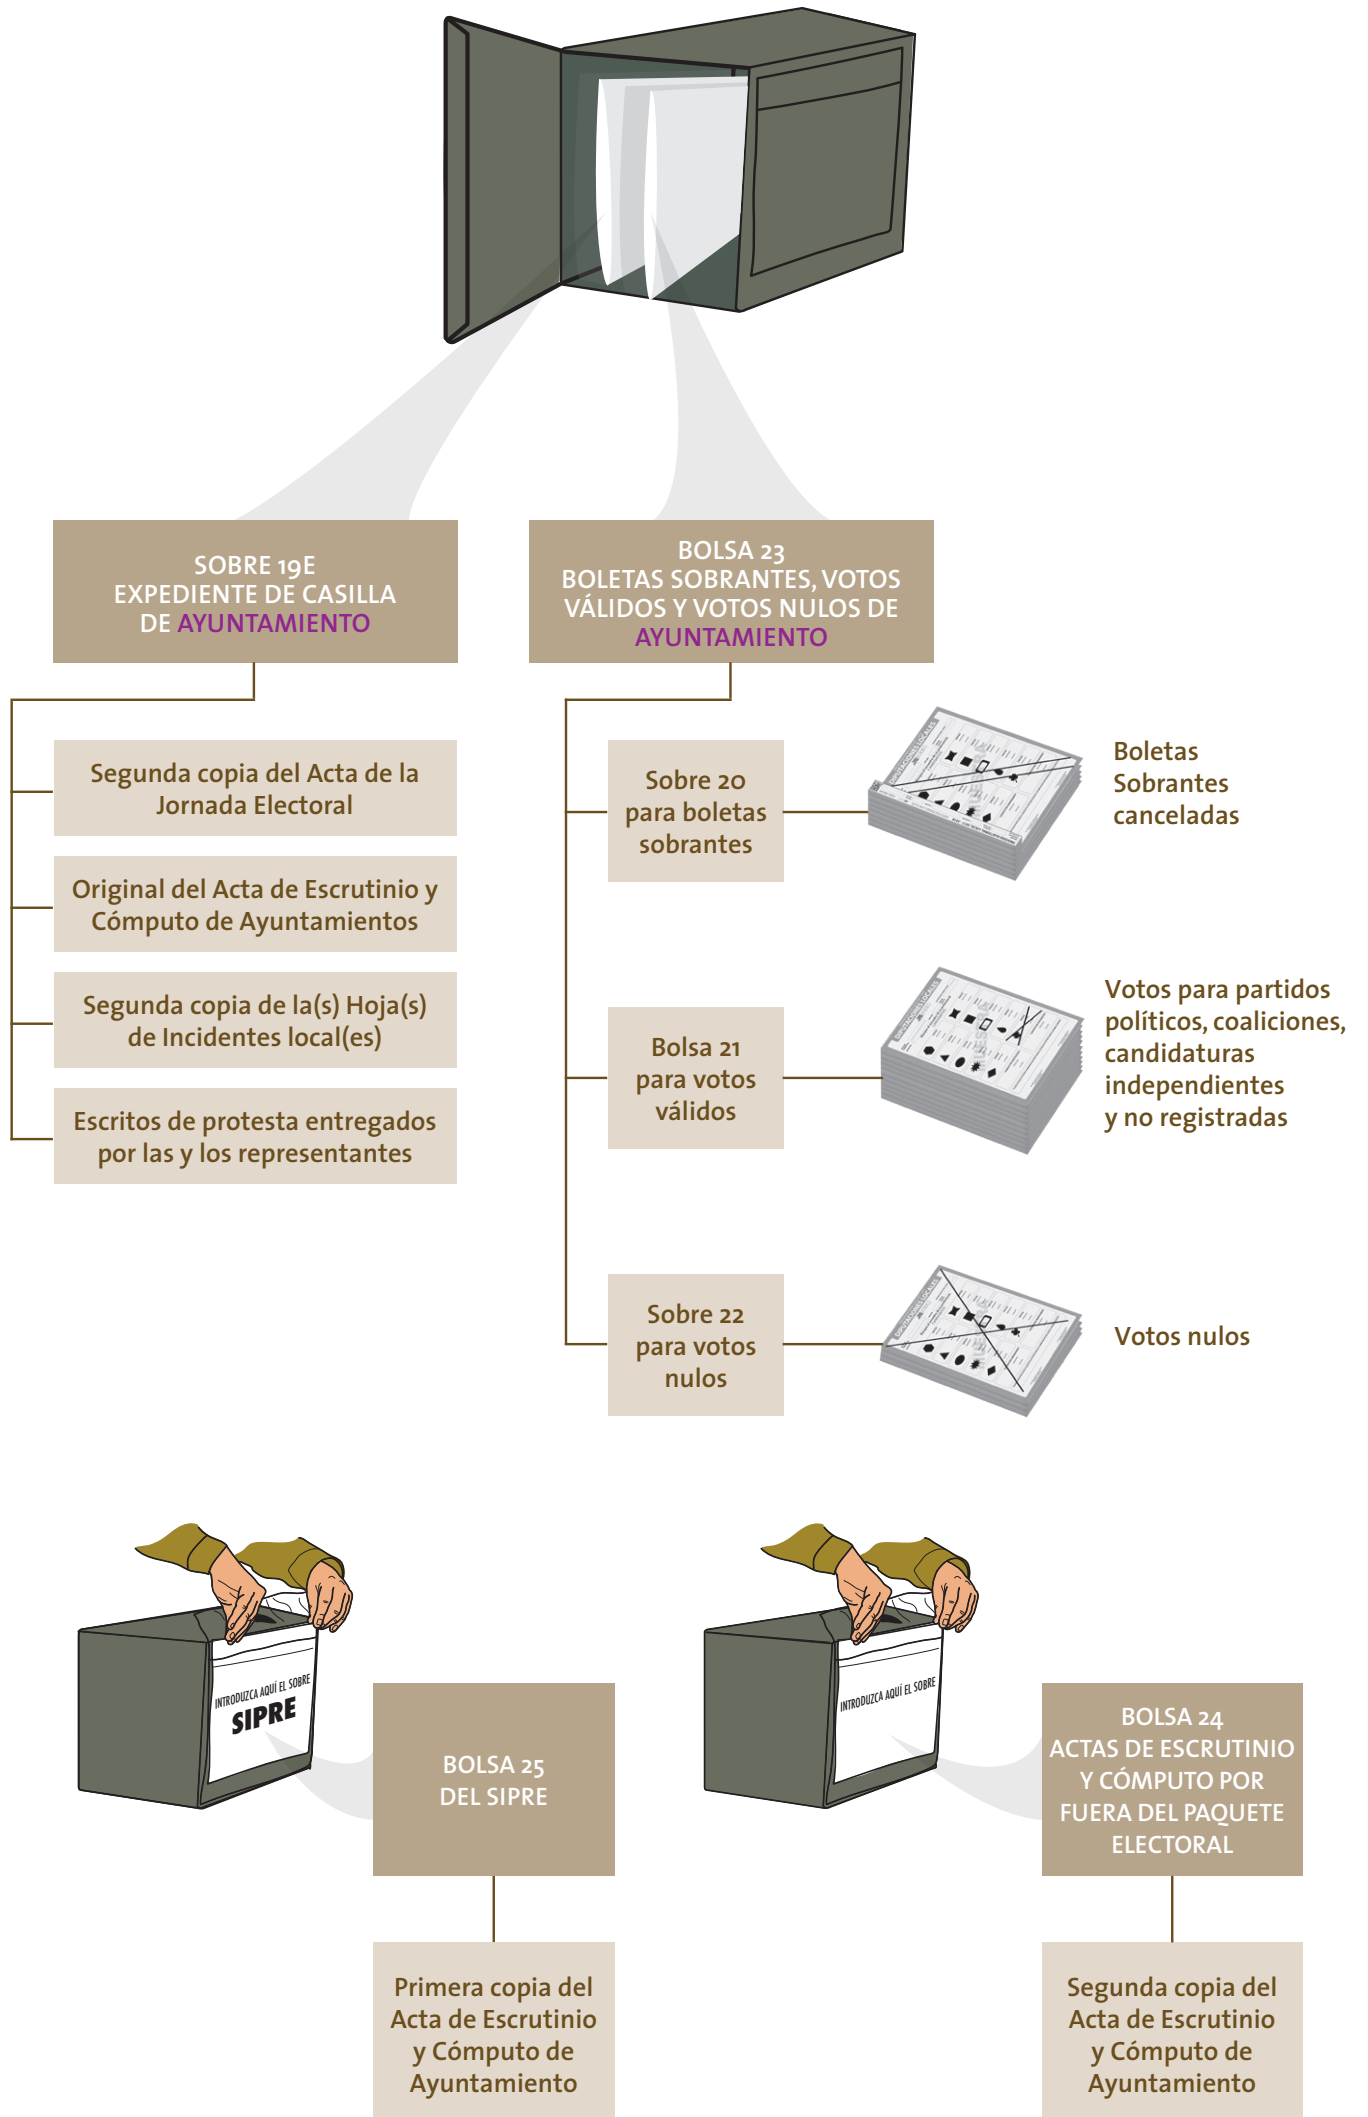 SOBRE 19E
EXPEDIENTE DE CASILLA
DE AYUNTAMIENTO
BOLSA 23
BOLETAS SOBRANTES, VOTOS
VÁLIDOS Y VOTOS NULOS DE
AYUNTAMIENTO
Segunda copia del Acta de la
Jornada Electoral
Original del Acta de Escrutinio y
Cómputo de Ayuntamientos
Segunda copia de la(s) Hoja(s)
de Incidentes local(es)
Escritos de protesta entregados
por las y los representantes
Sobre 20
para boletas
sobrantes
DIPUTACIONES LOCALES
Boletas
Sobrantes
canceladas
Bolsa 21
para votos
válidos
DIPUTACIONES LOCALES
Votos para partidos
políticos, coaliciones,
candidaturas
independientes
y no registradas
Sobre 22
para votos
nulos
DIPUTACIONES LOCALES
Votos nulos
INTRODUZCA AQUÍ EL SOBRE
SIPRE
BOLSA 25
DEL SIPRE
Primera copia del
Acta de Escrutinio
y Cómputo de
Ayuntamiento
INTRODUZCA AQUÍ EL SOBRE
BOLSA 24
ACTAS DE ESCRUTINIO
Y CÓMPUTO POR
FUERA DEL PAQUETE
ELECTORAL
Segunda copia del
Acta de Escrutinio
y Cómputo de
Ayuntamiento